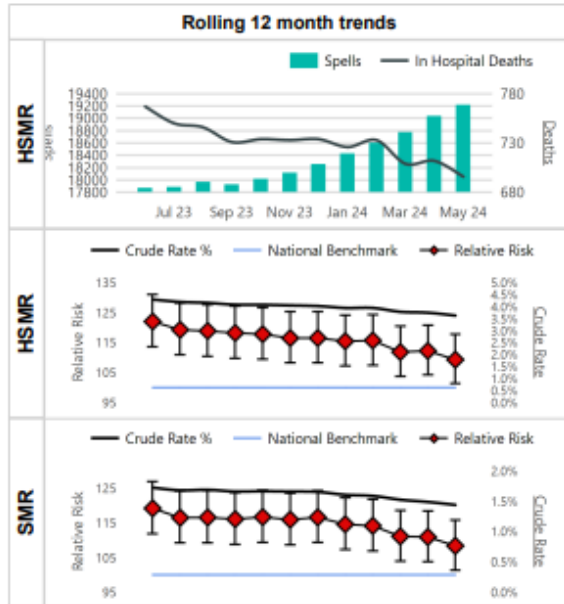 Rolling 12 month trends
HSMR
Spells In Hospital Deaths
Spells
19400
19200
19000
18800
18600
18400
18200
18000
17800
780
730
680
Deaths
Jul 23 Sep 23 Nov 23 Jan 24 Mar 24 May 24
HSMR
Crude Rate % National Benchmark Relative Risk
Relative Risk
135
125
115
105
95
5.0%
4.5%
4.0%
3.5%
3.0%
2.5%
2.0%
1.5%
1.0%
0.5%
0.0%
Crude Rate
SMR
Crude Rate % National Benchmark Relative Risk
Relative Risk
125
115
105
95
2.0%
1.5%
1.0%
0.5%
0.0%
Crude Rate